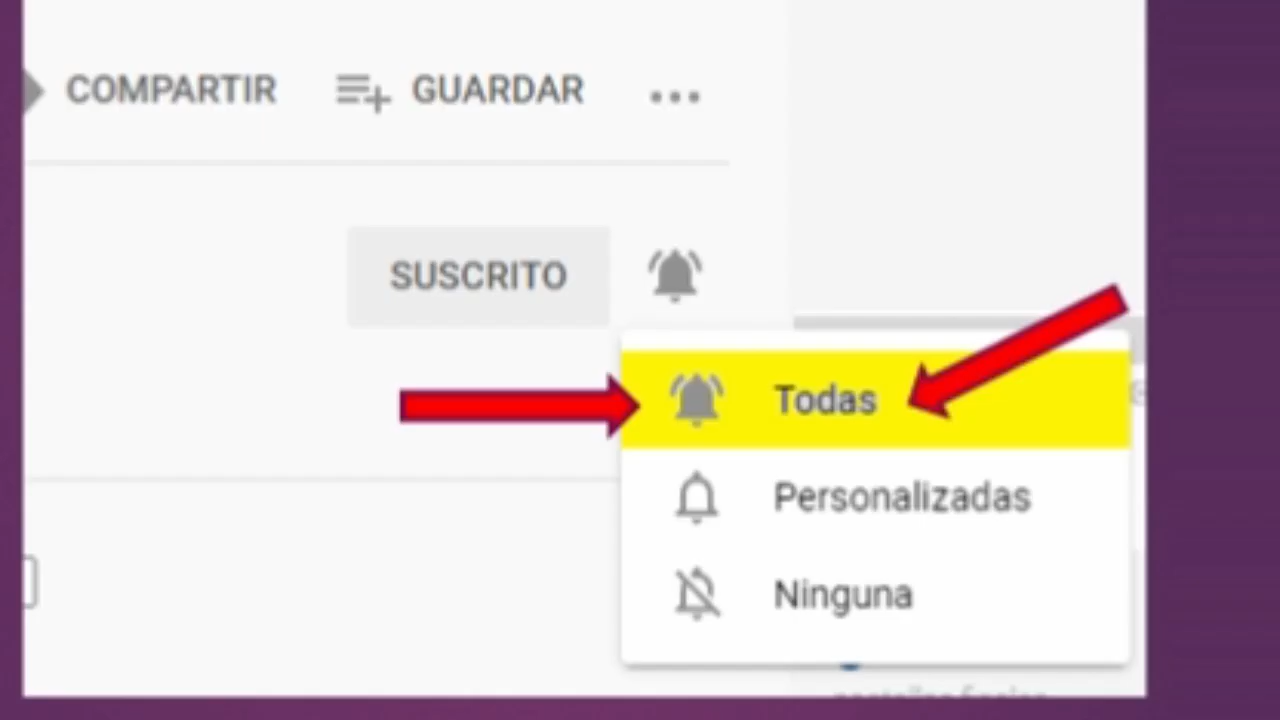 COMPARTIR GUARDAR ...
SUSCRITO
Todas
Personalizadas
Ninguna